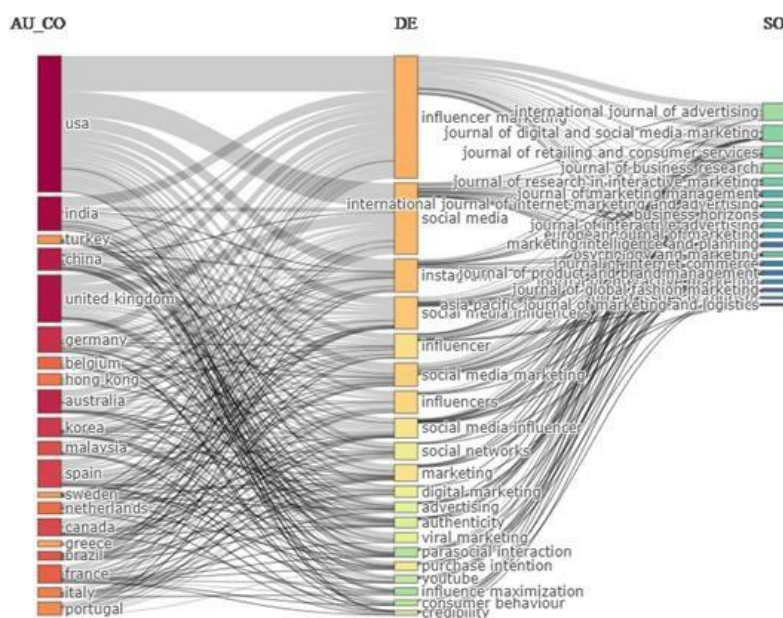 AU_CO
DE
SO
usa
india
turkey
china
united kingdom
germany
belgium
hong kong
australia
korea
malaysia
spain
sweden
netherlands
canada
greece
brazil
france
italy
portugal
influencer marketing
social media
instagram
social media influencers
influencer
social media marketing
influencers
social media influencer
social networks
marketing
digital marketing
advertising
authenticity
viral marketing
parasocial interaction
purchase intention
youtube
influence maximization
consumer behaviour
credibility
international journal of advertising
journal of digital and social media marketing
journal of retailing and consumer services
journal of business research
journal of research in interactive marketing
journal of marketing management
international journal of internet marketing and advertising
business horizons
journal of interactive advertising
european journal of marketing
marketing intelligence and planning
psychology and marketing
journal of internet commerce
journal of product and brand management
journal of global fashion marketing
asia pacific journal of marketing and logistics